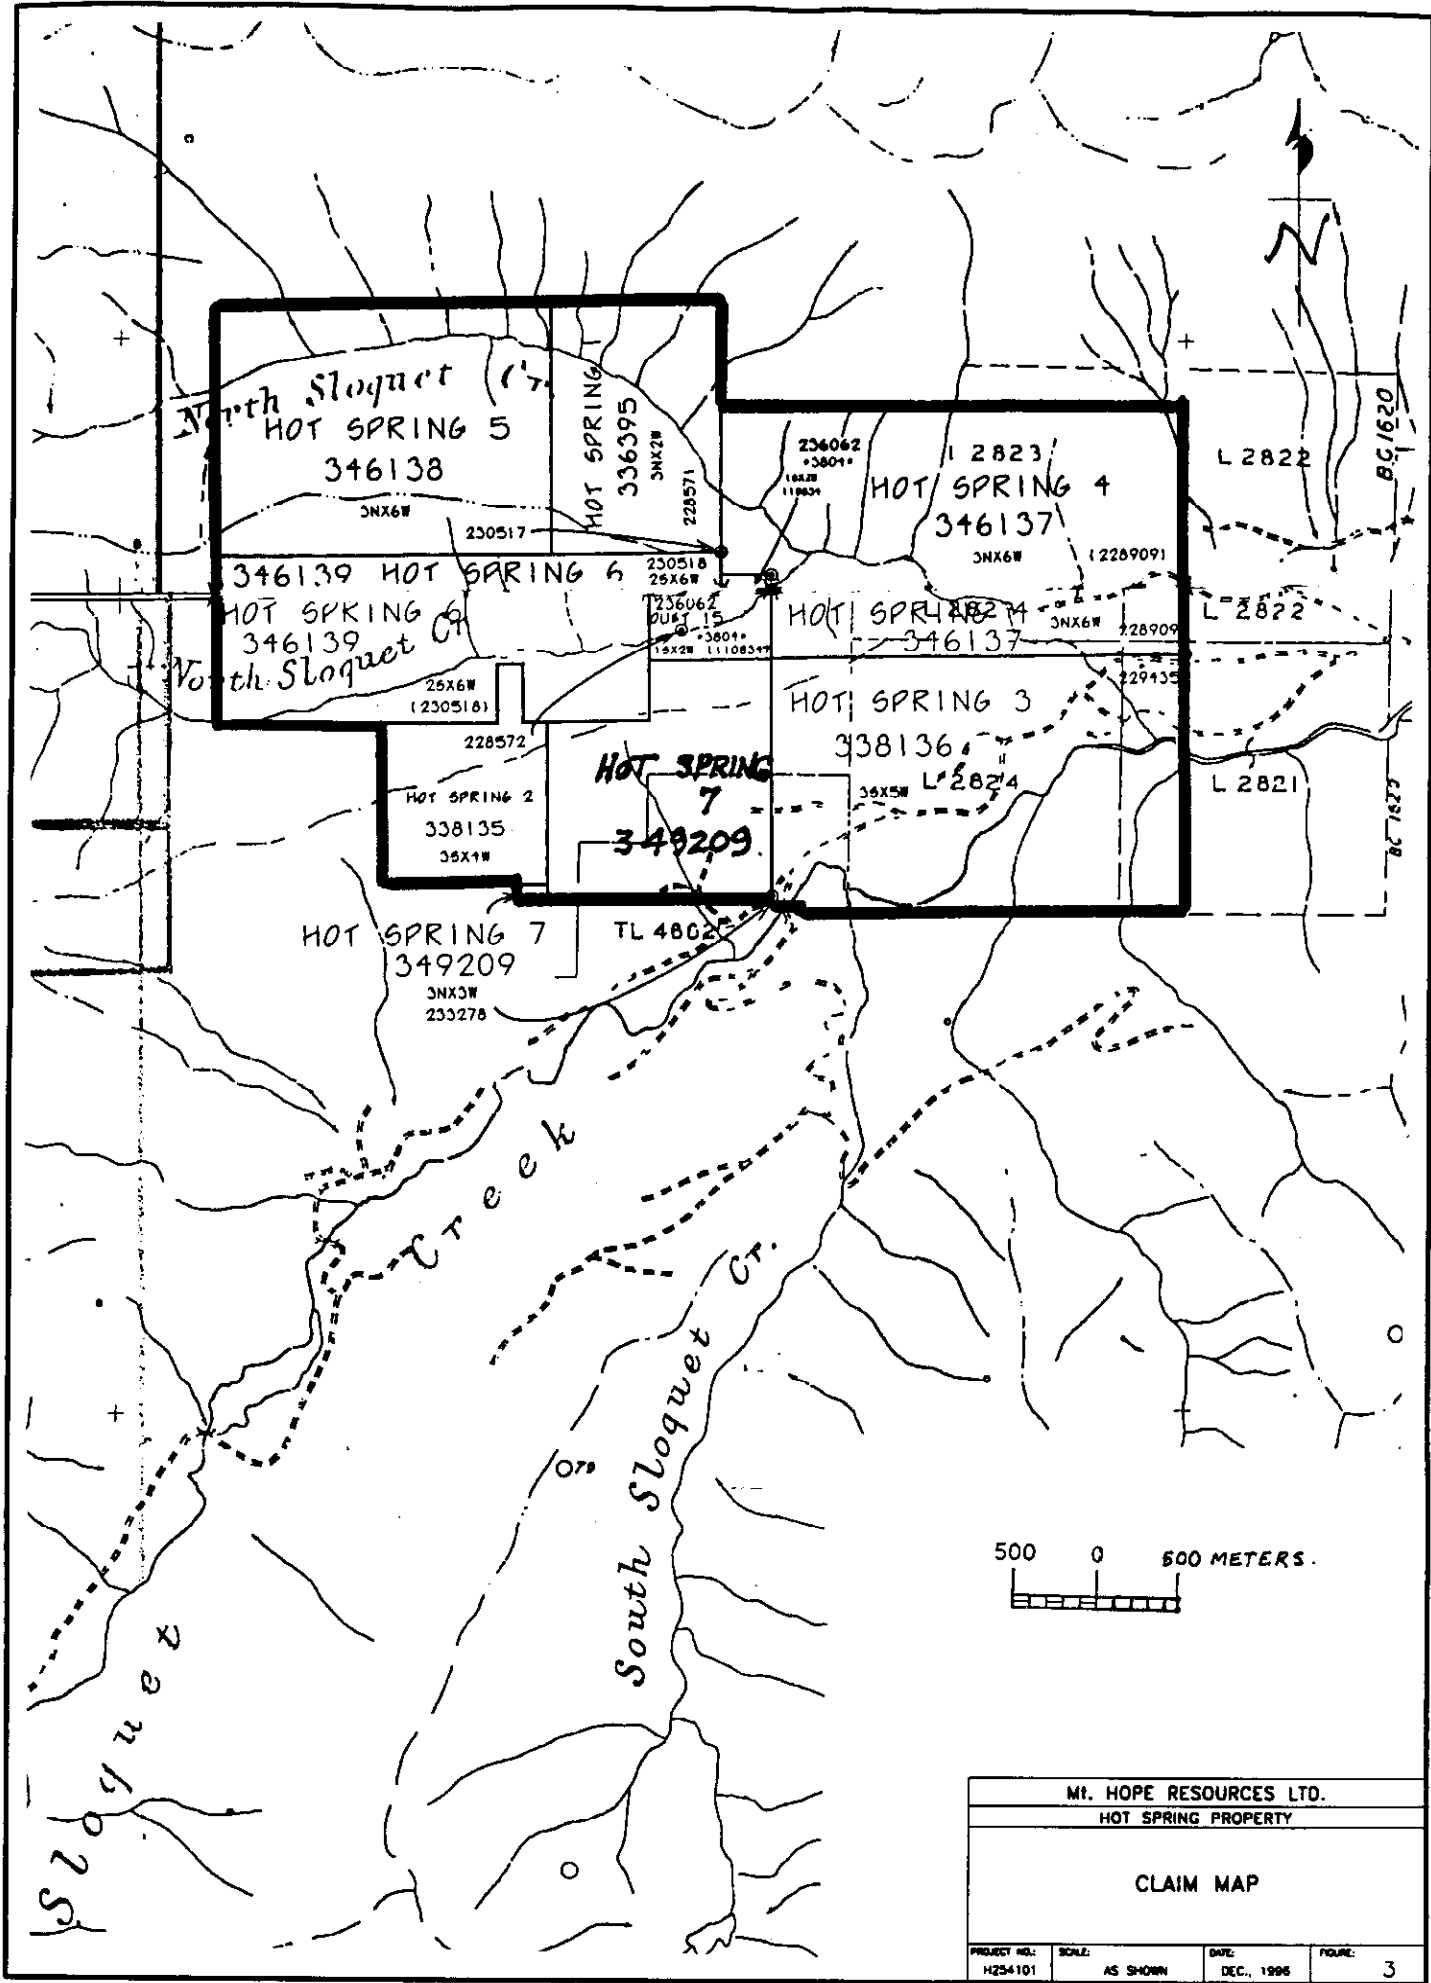 North Sloquet Cr.
HOT SPRING 5
346138
3NX6W
HOT SPRING
336395
3NX2W
228571
230517
236062
*3804*
L 2823
HOT SPRING 4
346137
3NX6W
(228909)
L 2822
BC 1620
N
346139 HOT SPRING 6
230518
2SX6W
236062
*3804*
1SX2W
HOT SPRING 6
346139
North Sloquet Cr
2SX6W
(230518)
HOT SPRING 4
346137
3NX6W
228909
L 2822
229435
HOT SPRING 3
338136
3SX5W
L 2824
L 2821
228572
HOT SPRING 2
338135
3SX4W
HOT SPRING
7
349209
HOT SPRING 7
349209
3NX3W
233278
TL 4802
Sloquet Creek
South Sloquet Cr.
79
500 0 500 METERS.
Mt. HOPE RESOURCES LTD.
HOT SPRING PROPERTY
CLAIM MAP
PROJECT NO.: SCALE: DATE: FIGURE:
H254101 AS SHOWN DEC., 1996 3